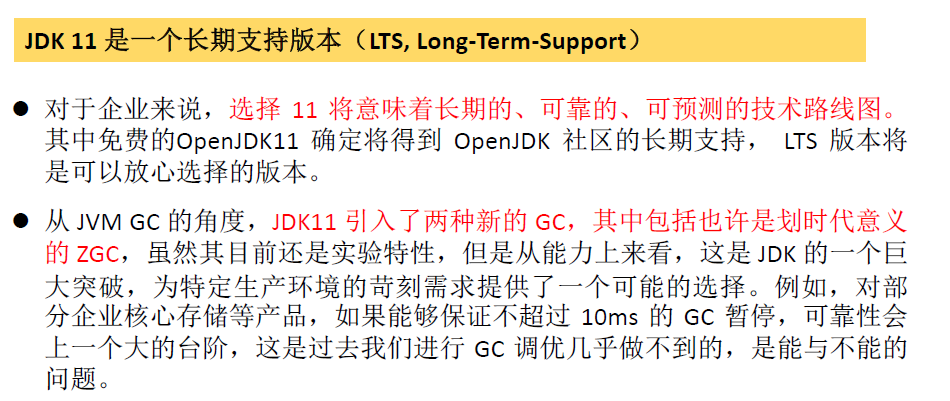 JDK 11 是一个长期支持版本（LTS, Long-Term-Support）
● 对于企业来说，选择 11 将意味着长期的、可靠的、可预测的技术路线图。
其中免费的OpenJDK11 确定将得到 OpenJDK 社区的长期支持， LTS 版本将
是可以放心选择的版本。
● 从 JVM GC 的角度，JDK11 引入了两种新的 GC，其中包括也许是划时代意义
的 ZGC，虽然其目前还是实验特性，但是从能力上来看，这是 JDK 的一个巨
大突破，为特定生产环境的苛刻需求提供了一个可能的选择。例如，对部
分企业核心存储等产品，如果能够保证不超过 10ms 的 GC 暂停，可靠性会
上一个大的台阶，这是过去我们进行 GC 调优几乎做不到的，是能与不能的
问题。